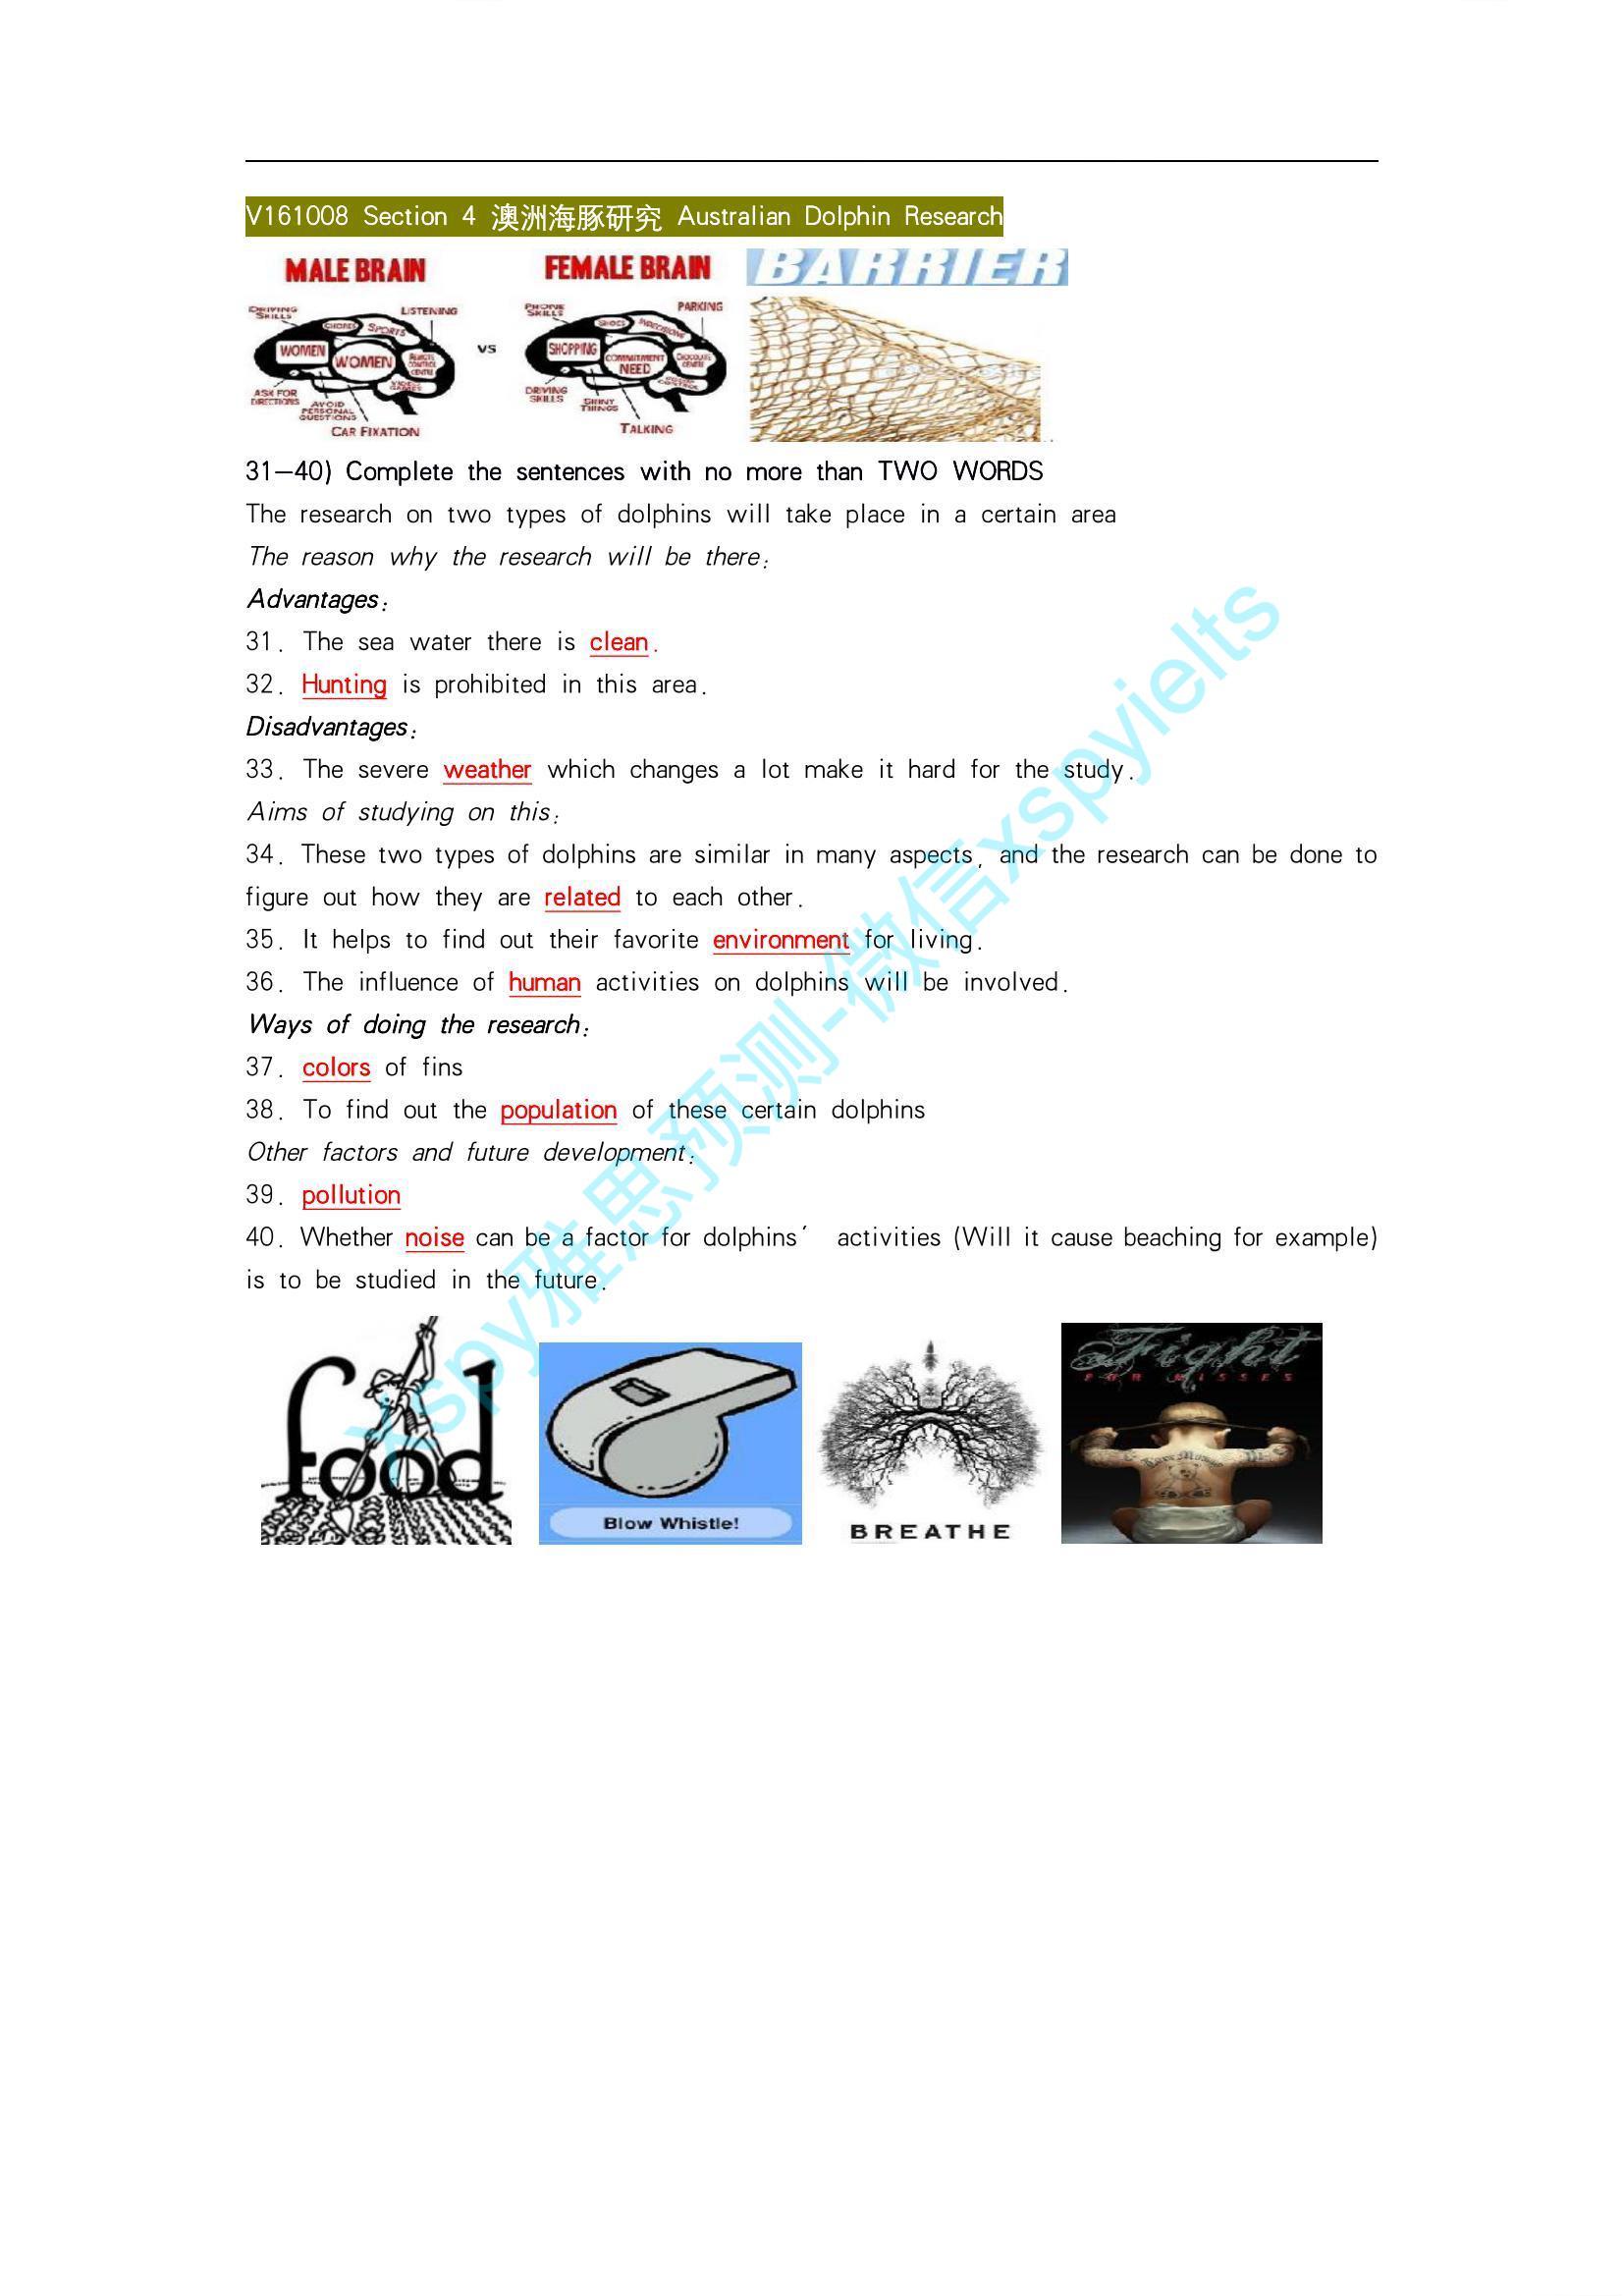 V161008 Section 4 澳洲海豚研究 Australian Dolphin Research
MALE BRAIN
FEMALE BRAIN
BARRIER
DRIVING SKILLS
LISTENING
CHORES
SPORTS
WOMEN
WOMEN
REMOTE CONTROL CENTRE
VIDEO GAMES
ASK FOR DIRECTIONS
AVOID PERSONAL QUESTIONS
CAR FIXATION
VS
PHONE SKILLS
PARKING
SHOES
INDECISION
SHOPPING
COMMITMENT
NEED
CHOCOLATE CENTRE
DRIVING SKILLS
SHINY THINGS
TALKING
31-40) Complete the sentences with no more than TWO WORDS
The research on two types of dolphins will take place in a certain area
The reason why the research will be there:
Advantages:
31. The sea water there is clean.
32. Hunting is prohibited in this area.
Disadvantages:
33. The severe weather which changes a lot make it hard for the study.
Aims of studying on this:
34. These two types of dolphins are similar in many aspects, and the research can be done to
figure out how they are related to each other.
35. It helps to find out their favorite environment for living.
36. The influence of human activities on dolphins will be involved.
Ways of doing the research:
37. colors of fins
38. To find out the population of these certain dolphins
Other factors and future development:
39. pollution
40. Whether noise can be a factor for dolphins′ activities (Will it cause beaching for example)
is to be studied in the future.
xspy雅思预测-微信xspyielts
food
Blow Whistle!
BREATHE
Fight
FOR KISSES